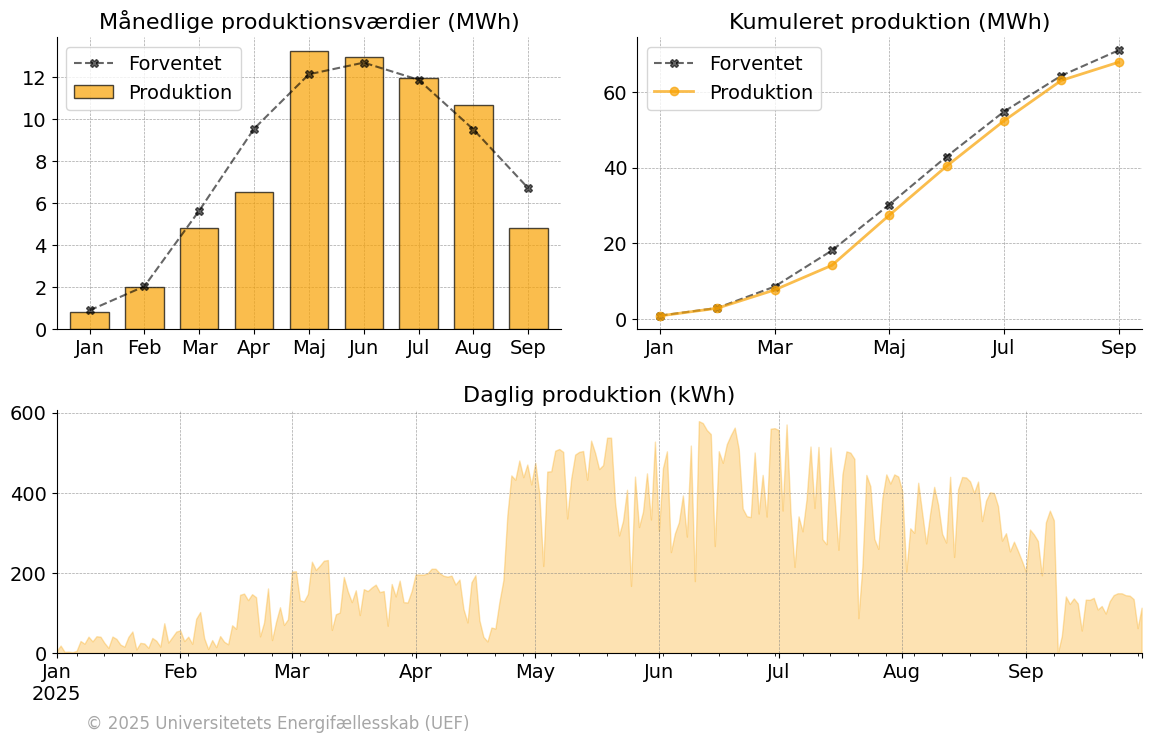 Månedlige produktionsværdier (MWh)
Forventet
Produktion
12
10
8
6
4
2
0
Jan Feb Mar Apr Maj Jun Jul Aug Sep
Kumuleret produktion (MWh)
Forventet
Produktion
60
40
20
0
Jan Mar Maj Jul Sep
Daglig produktion (kWh)
600
400
200
0
Jan Feb Mar Apr May Jun Jul Aug Sep
2025
© 2025 Universitetets Energifællesskab (UEF)